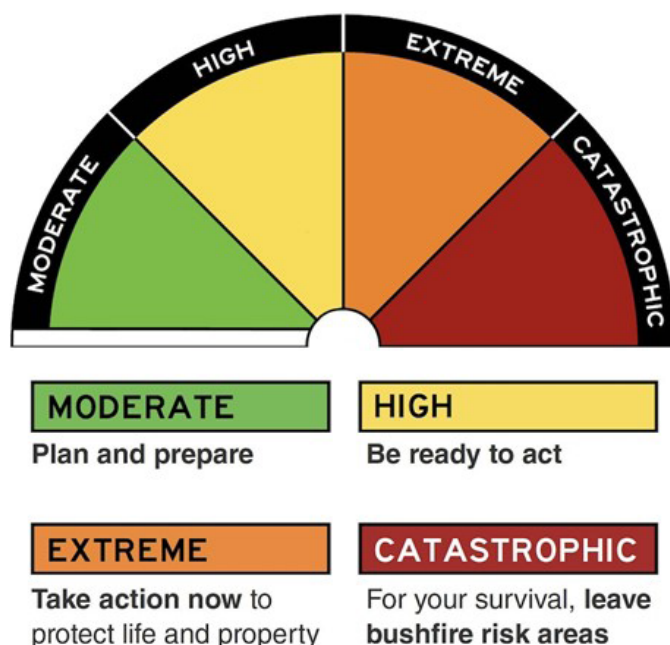 MODERATE
HIGH
EXTREME
CATASTROPHIC
MODERATE
Plan and prepare
HIGH
Be ready to act
EXTREME
Take action now to
protect life and property
CATASTROPHIC
For your survival, leave
bushfire risk areas